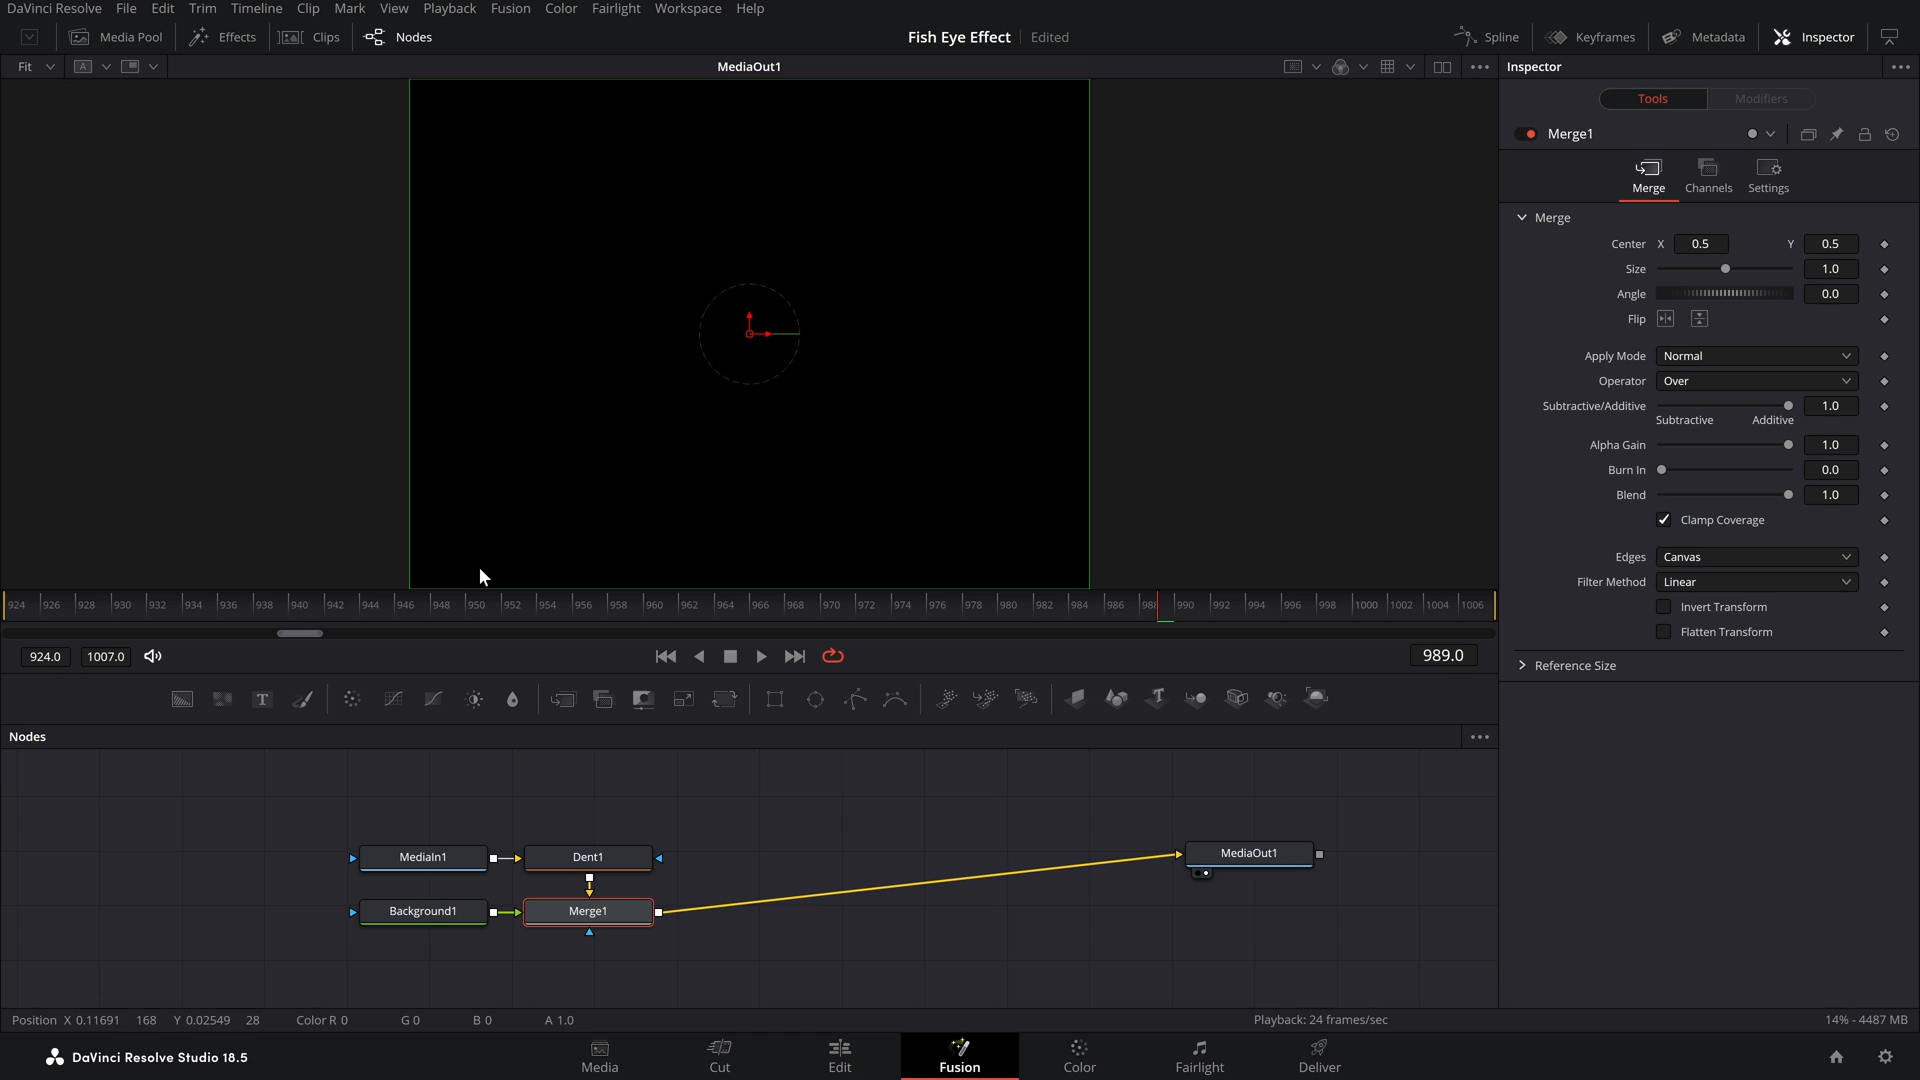 DaVinci Resolve File Edit Trim Timeline Clip Mark View Playback Fusion Color Fairlight Workspace Help
Media Pool Effects Clips Nodes Fish Eye Effect Edited Spline Keyframes Metadata Inspector
Fit A MediaOut1 Inspector
Tools Modifiers
Merge1
Merge Channels Settings
Merge
Center X 0.5 Y 0.5
Size 1.0
Angle 0.0
Flip
Apply Mode Normal
Operator Over
Subtractive/Additive 1.0
Subtractive Additive
Alpha Gain 1.0
Burn In 0.0
Blend 1.0
Clamp Coverage
Edges Canvas
Filter Method Linear
Invert Transform
Flatten Transform
Reference Size
924 926 928 930 932 934 936 938 940 942 944 946 948 950 952 954 956 958 960 962 964 966 968 970 972 974 976 978 980 982 984 986 988 990 992 994 996 998 1000 1002 1004 1006
924.0 1007.0 989.0
T T
Nodes
MediaIn1 Dent1 MediaOut1
Background1 Merge1
Position X 0.11691 168 Y 0.02549 28 Color R 0 G 0 B 0 A 1.0 Playback: 24 frames/sec 14% - 4487 MB
DaVinci Resolve Studio 18.5 Media Cut Edit Fusion Color Fairlight Deliver